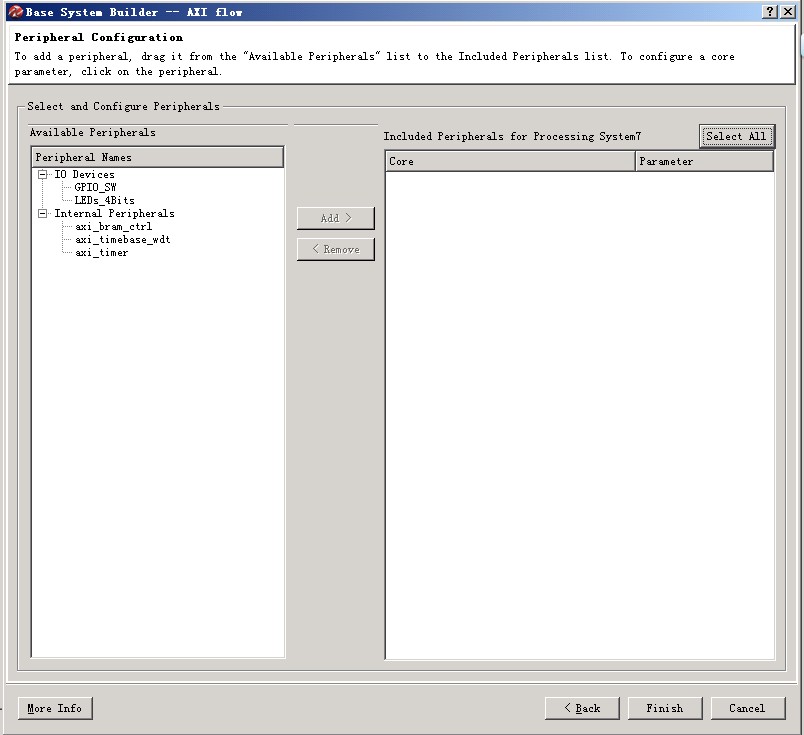 Base System Builder -- AXI flow
Peripheral Configuration
To add a peripheral, drag it from the "Available Peripherals" list to the Included Peripherals list. To configure a core
parameter, click on the peripheral.
Select and Configure Peripherals
Available Peripherals
Peripheral Names
IO Devices
GPIO_SW
LEDs_4Bits
Internal Peripherals
axi_bram_ctrl
axi_timebase_wdt
axi_timer
Add >
< Remove
Included Peripherals for Processing System7
Select All
Core
Parameter
More Info
< Back
Finish
Cancel